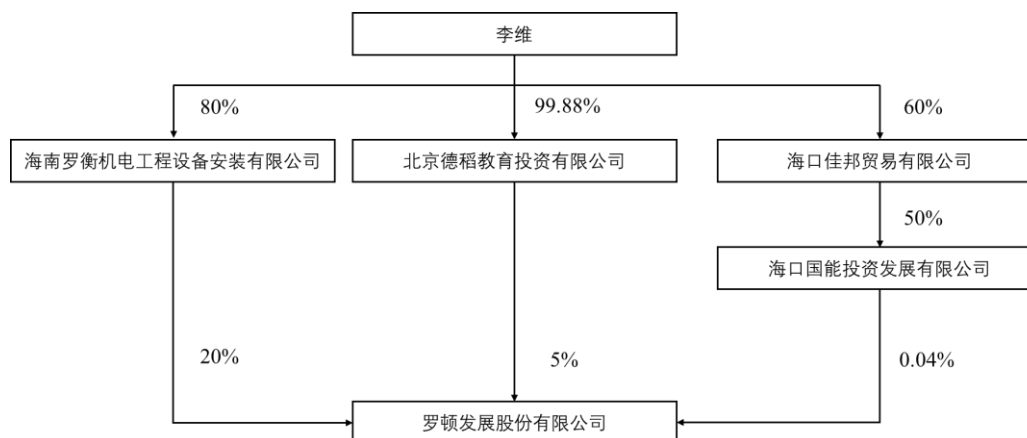 李维
80%
99.88%
60%
海南罗衡机电工程设备安装有限公司
北京德稻教育投资有限公司
海口佳邦贸易有限公司
50%
海口国能投资发展有限公司
20%
5%
0.04%
罗顿发展股份有限公司